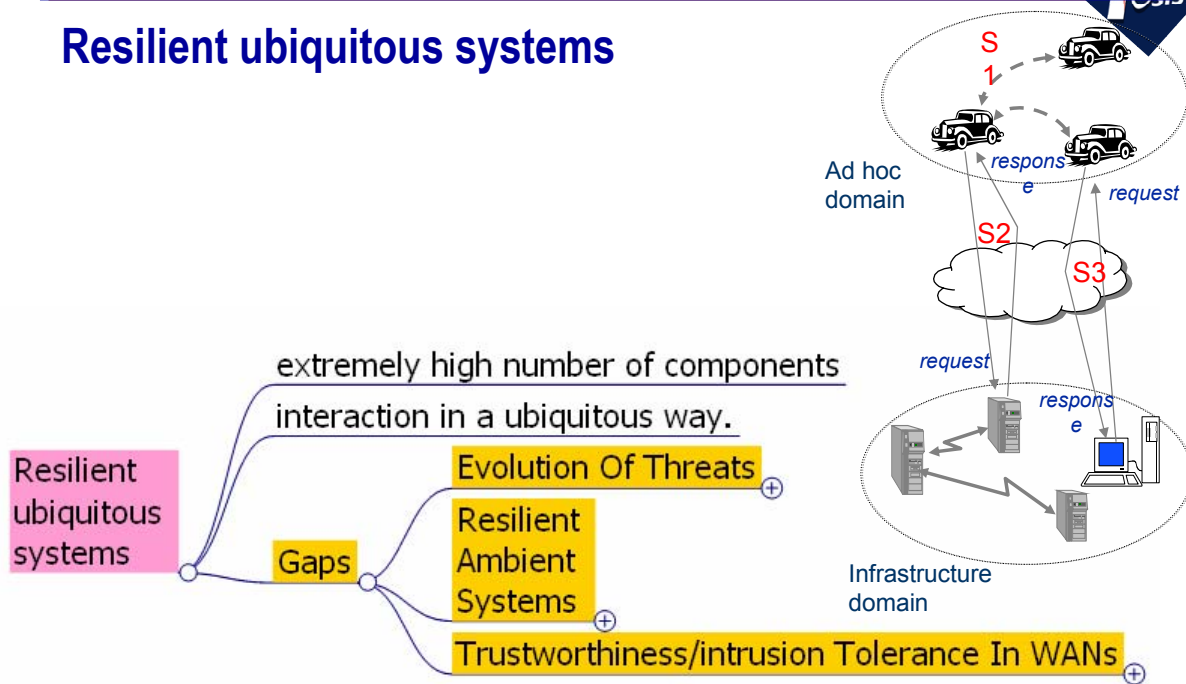 Resilient ubiquitous systems
S
1
Ad hoc
domain
respons
e
request
S2
S3
request
respons
e
Infrastructure
domain
extremely high number of components
interaction in a ubiquitous way.
Resilient
ubiquitous
systems
Gaps
Evolution Of Threats
Resilient
Ambient
Systems
Trustworthiness/intrusion Tolerance In WANs